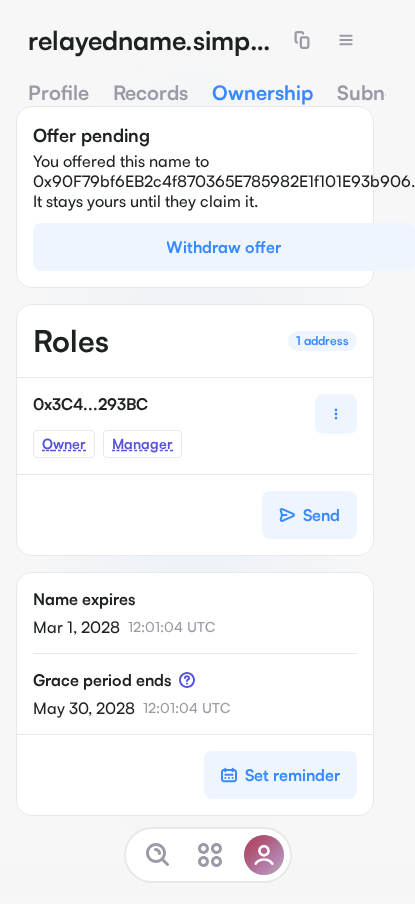 relayedname.simp...
Profile Records Ownership Subn
Offer pending
You offered this name to
0x90F79bf6EB2c4f870365E785982E1f101E93b906.
It stays yours until they claim it.
Withdraw offer
Roles
1 address
0x3C4...293BC
Owner Manager
Send
Name expires
Mar 1, 2028 12:01:04 UTC
Grace period ends
May 30, 2028 12:01:04 UTC
Set reminder